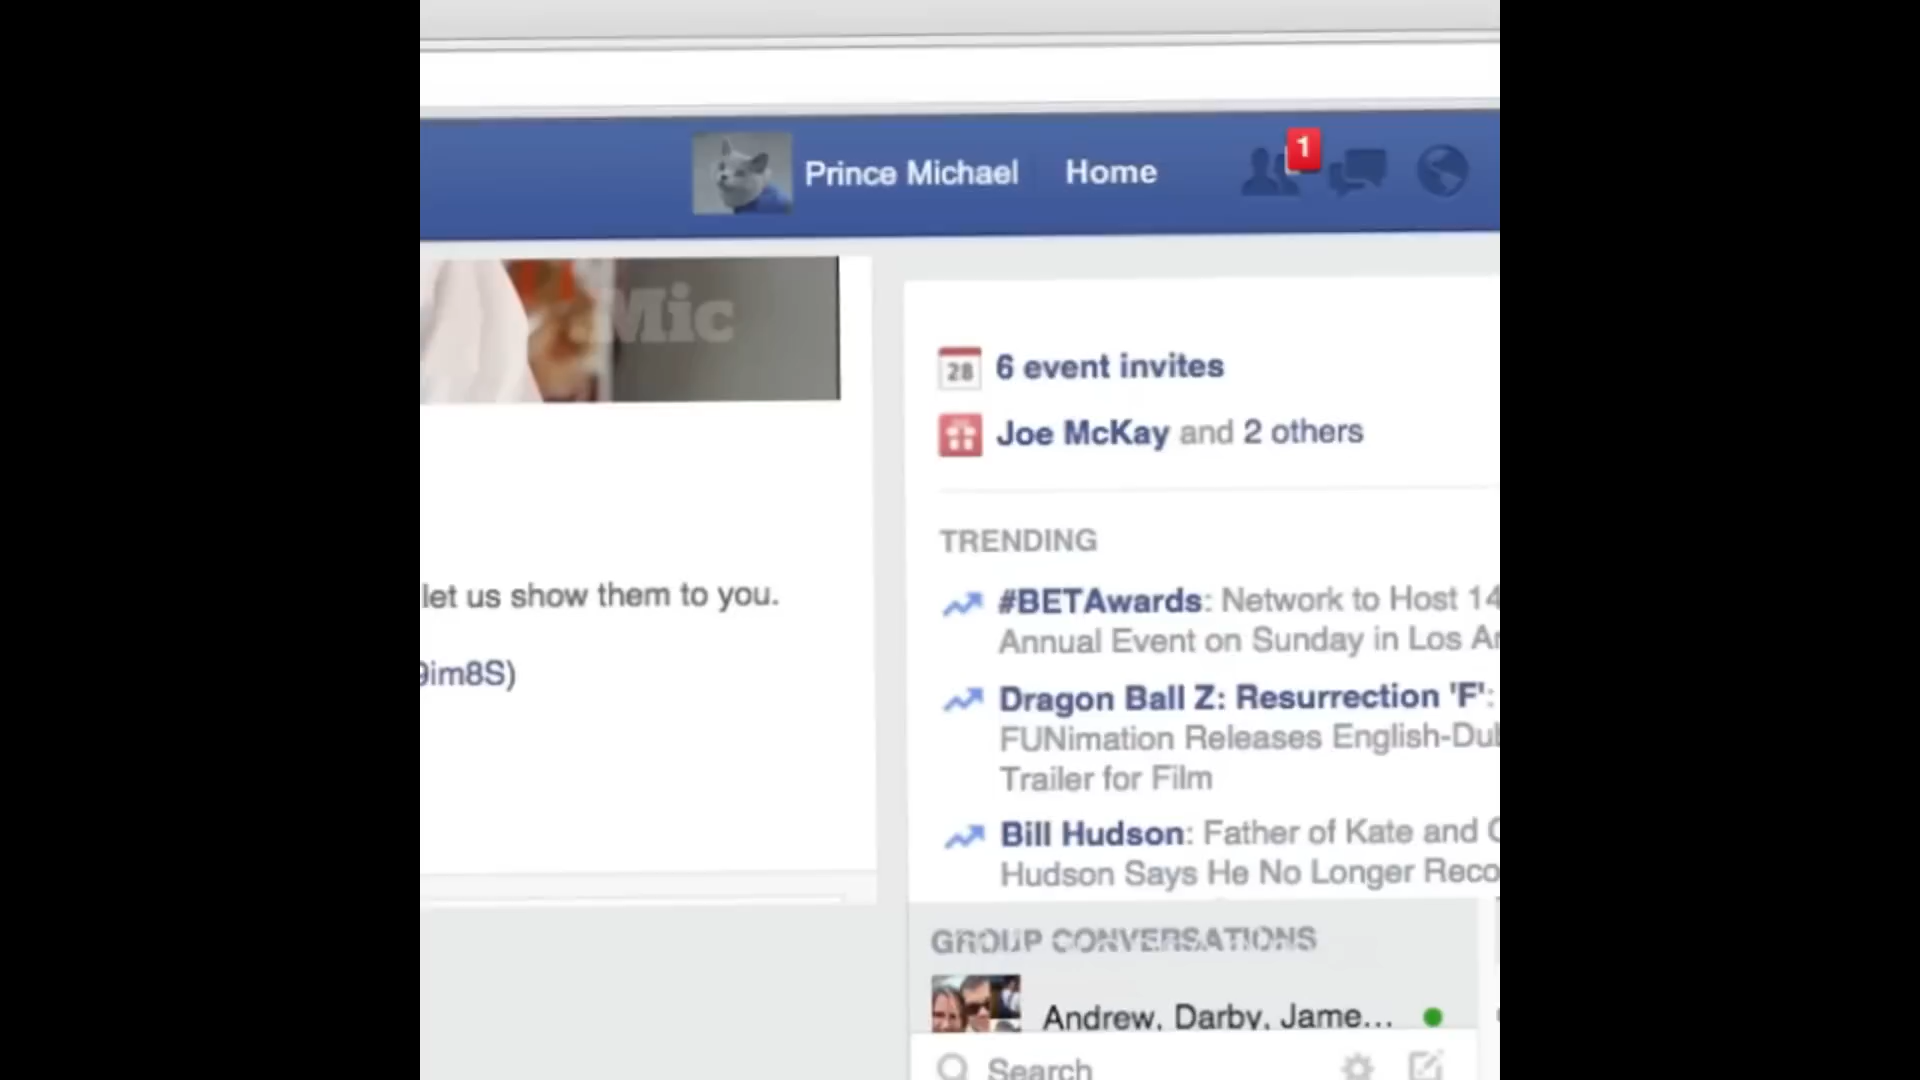 Prince Michael Home 1
.Mic
28 6 event invites
Joe McKay and 2 others
TRENDING
let us show them to you.
#BETAwards: Network to Host 14
Annual Event on Sunday in Los
9im8S)
Dragon Ball Z: Resurrection 'F':
FUNimation Releases English-Dub
Trailer for Film
Bill Hudson: Father of Kate and
Hudson Says He No Longer
GROUP CONVERSATIONS
Andrew, Darby, Jame...
Search